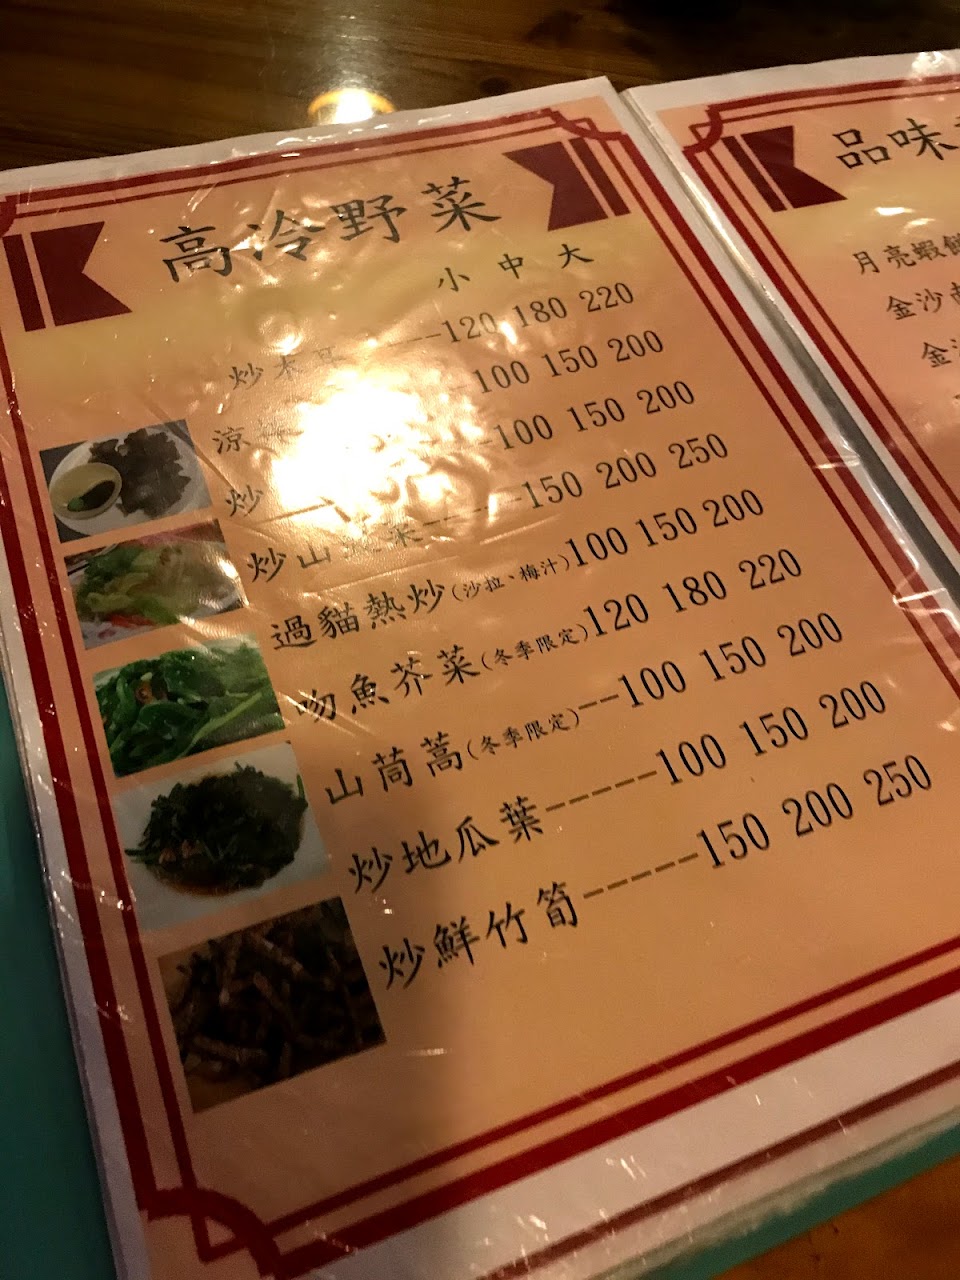 高冷野菜
小 中 大
炒木耳----120 180 220
涼 --100 150 200
炒 --100 150 200
炒山 菜-----150 200 250
過貓熱炒(沙拉、梅汁)100 150 200
吻魚芥菜(冬季限定)120 180 220
山茼蒿(冬季限定)--100 150 200
炒地瓜葉-----100 150 200
炒鮮竹筍-----150 200 250
品味
月亮蝦餅
金沙
金沙